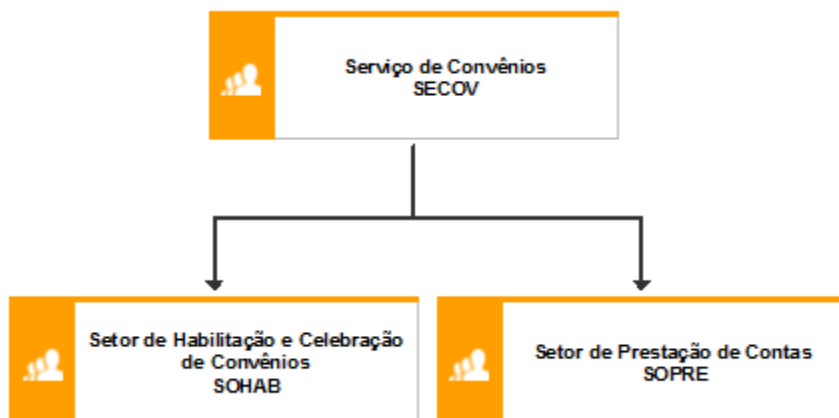 Serviço de Convênios
SECOV
Setor de Habilitação e Celebração
de Convênios
SOHAB
Setor de Prestação de Contas
SOPRE